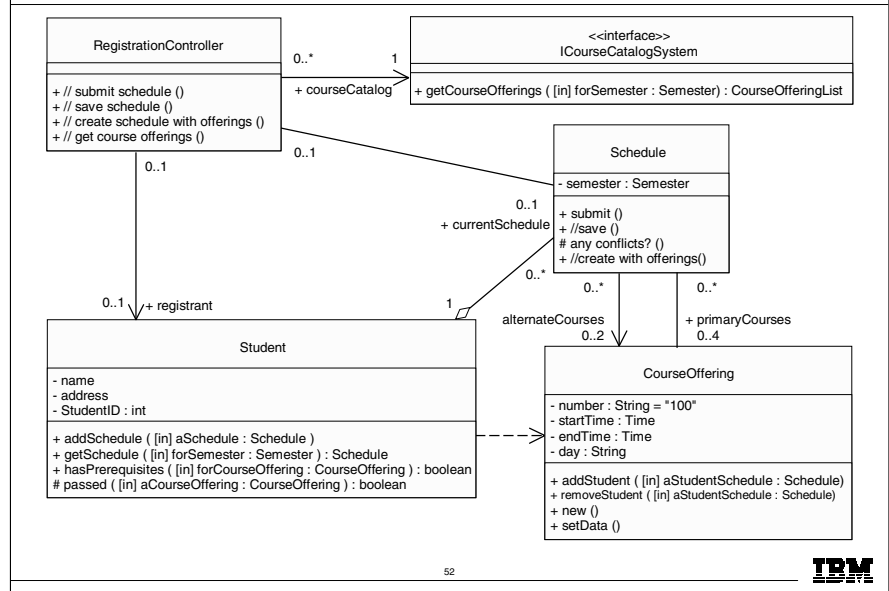 RegistrationController
+ // submit schedule ()
+ // save schedule ()
+ // create schedule with offerings ()
+ // get course offerings ()
0..*
1
+ courseCatalog
<<interface>>
ICourseCatalogSystem
+ getCourseOfferings ( [in] forSemester : Semester) : CourseOfferingList
0..1
0..1
Schedule
- semester : Semester
+ submit ()
+ //save ()
# any conflicts? ()
+ //create with offerings()
0..1
+ currentSchedule
0..*
1
0..1
+ registrant
0..*
0..*
alternateCourses
0..2
+ primaryCourses
0..4
Student
- name
- address
- StudentID : int
+ addSchedule ( [in] aSchedule : Schedule )
+ getSchedule ( [in] forSemester : Semester ) : Schedule
+ hasPrerequisites ( [in] forCourseOffering : CourseOffering ) : boolean
# passed ( [in] aCourseOffering : CourseOffering ) : boolean
CourseOffering
- number : String = "100"
- startTime : Time
- endTime : Time
- day : String
+ addStudent ( [in] aStudentSchedule : Schedule)
+ removeStudent ( [in] aStudentSchedule : Schedule)
+ new ()
+ setData ()
52
IBM